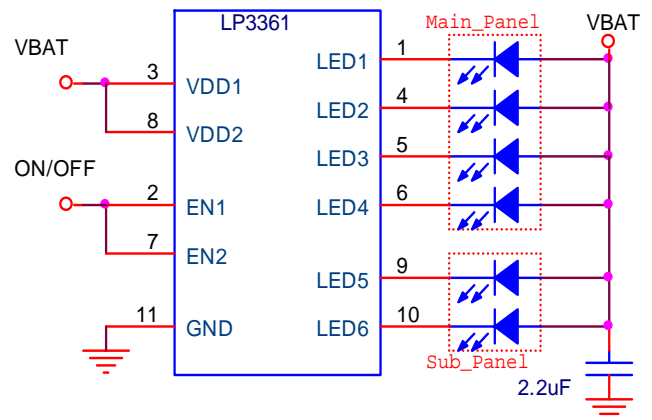 LP3361
Main_Panel
VBAT
VBAT
1
LED1
3
VDD1
4
LED2
8
VDD2
5
LED3
ON/OFF
2
EN1
6
LED4
7
EN2
9
LED5
11
GND
10
LED6
Sub_Panel
2.2uF